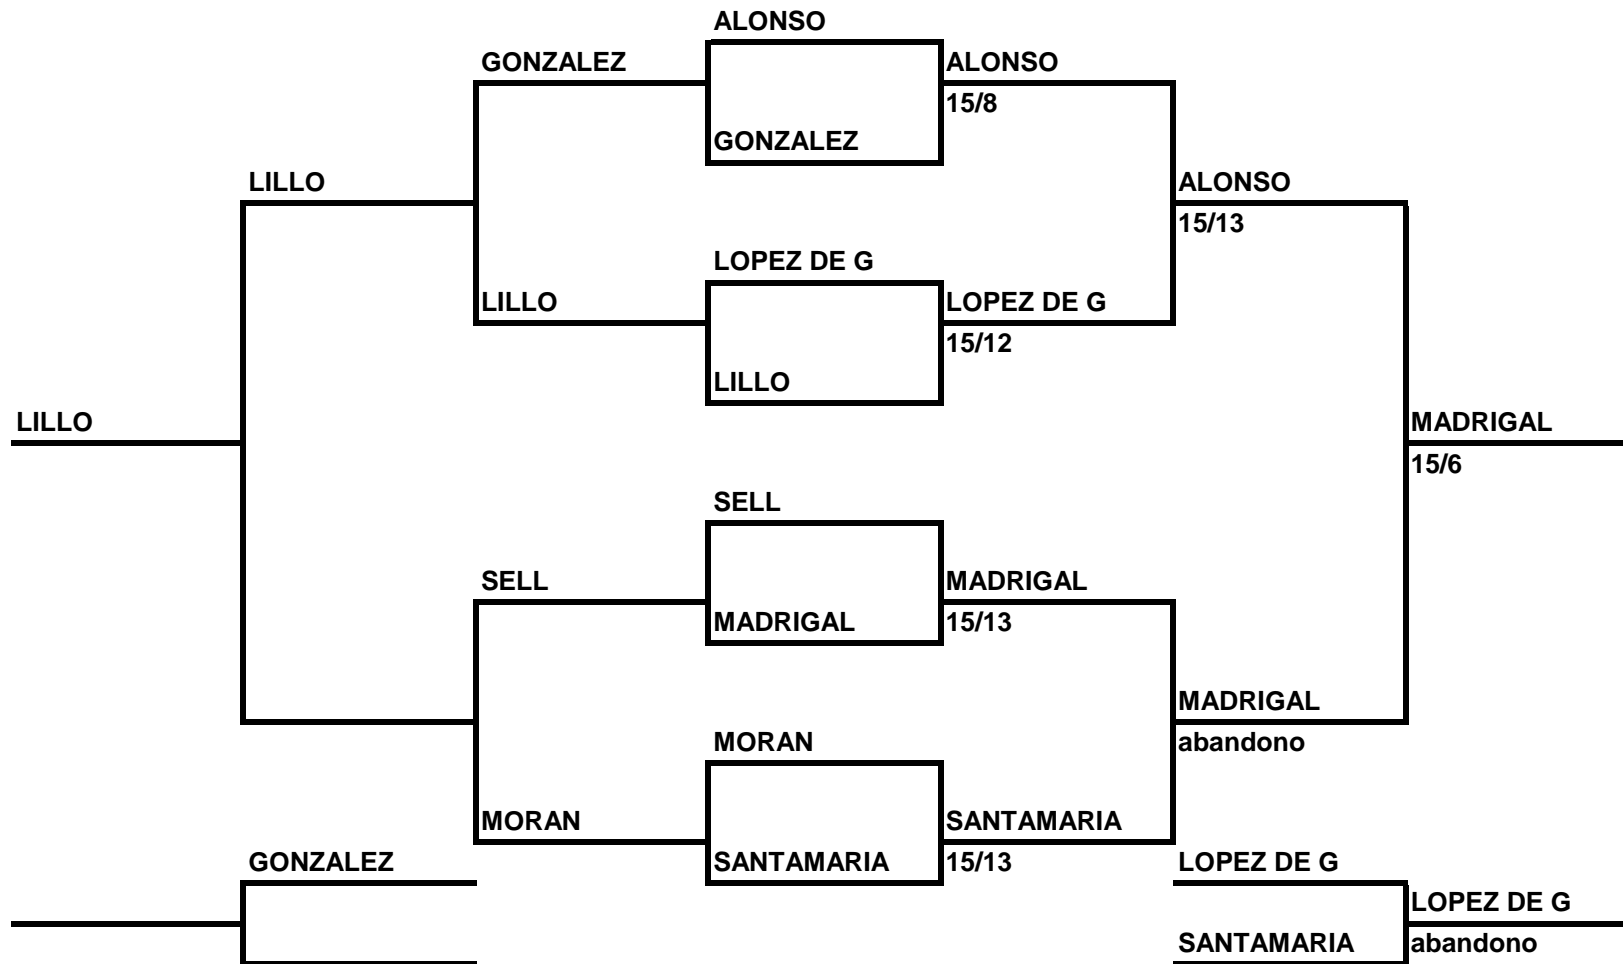 ALONSO
GONZALEZ
ALONSO
15/8
GONZALEZ
LILLO
ALONSO
15/13
LOPEZ DE G
LILLO
LOPEZ DE G
15/12
LILLO
LILLO
MADRIGAL
15/6
SELL
SELL
MADRIGAL
MADRIGAL
15/13
MADRIGAL
abandono
MORAN
MORAN
SANTAMARIA
SANTAMARIA
15/13
GONZALEZ
LOPEZ DE G
LOPEZ DE G
SANTAMARIA
abandono